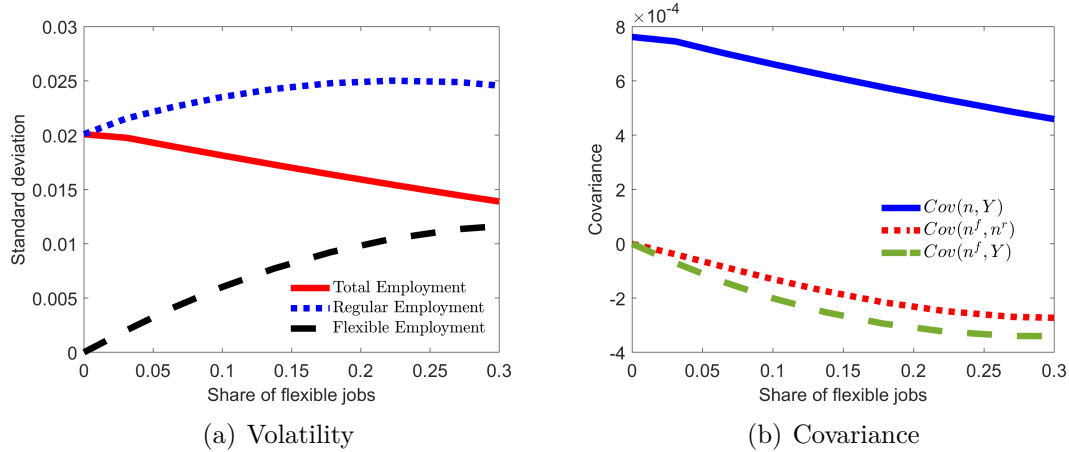 0.03
0.025
0.02
0.015
0.01
0.005
0
Standard deviation
Total Employment
Regular Employment
Flexible Employment
0 0.05 0.1 0.15 0.2 0.25 0.3
Share of flexible jobs
(a) Volatility
×10⁻⁴
8
6
4
2
0
-2
-4
Covariance
Cov(n, Y)
Cov(nᶠ, nʳ)
Cov(nᶠ, Y)
0 0.05 0.1 0.15 0.2 0.25 0.3
Share of flexible jobs
(b) Covariance